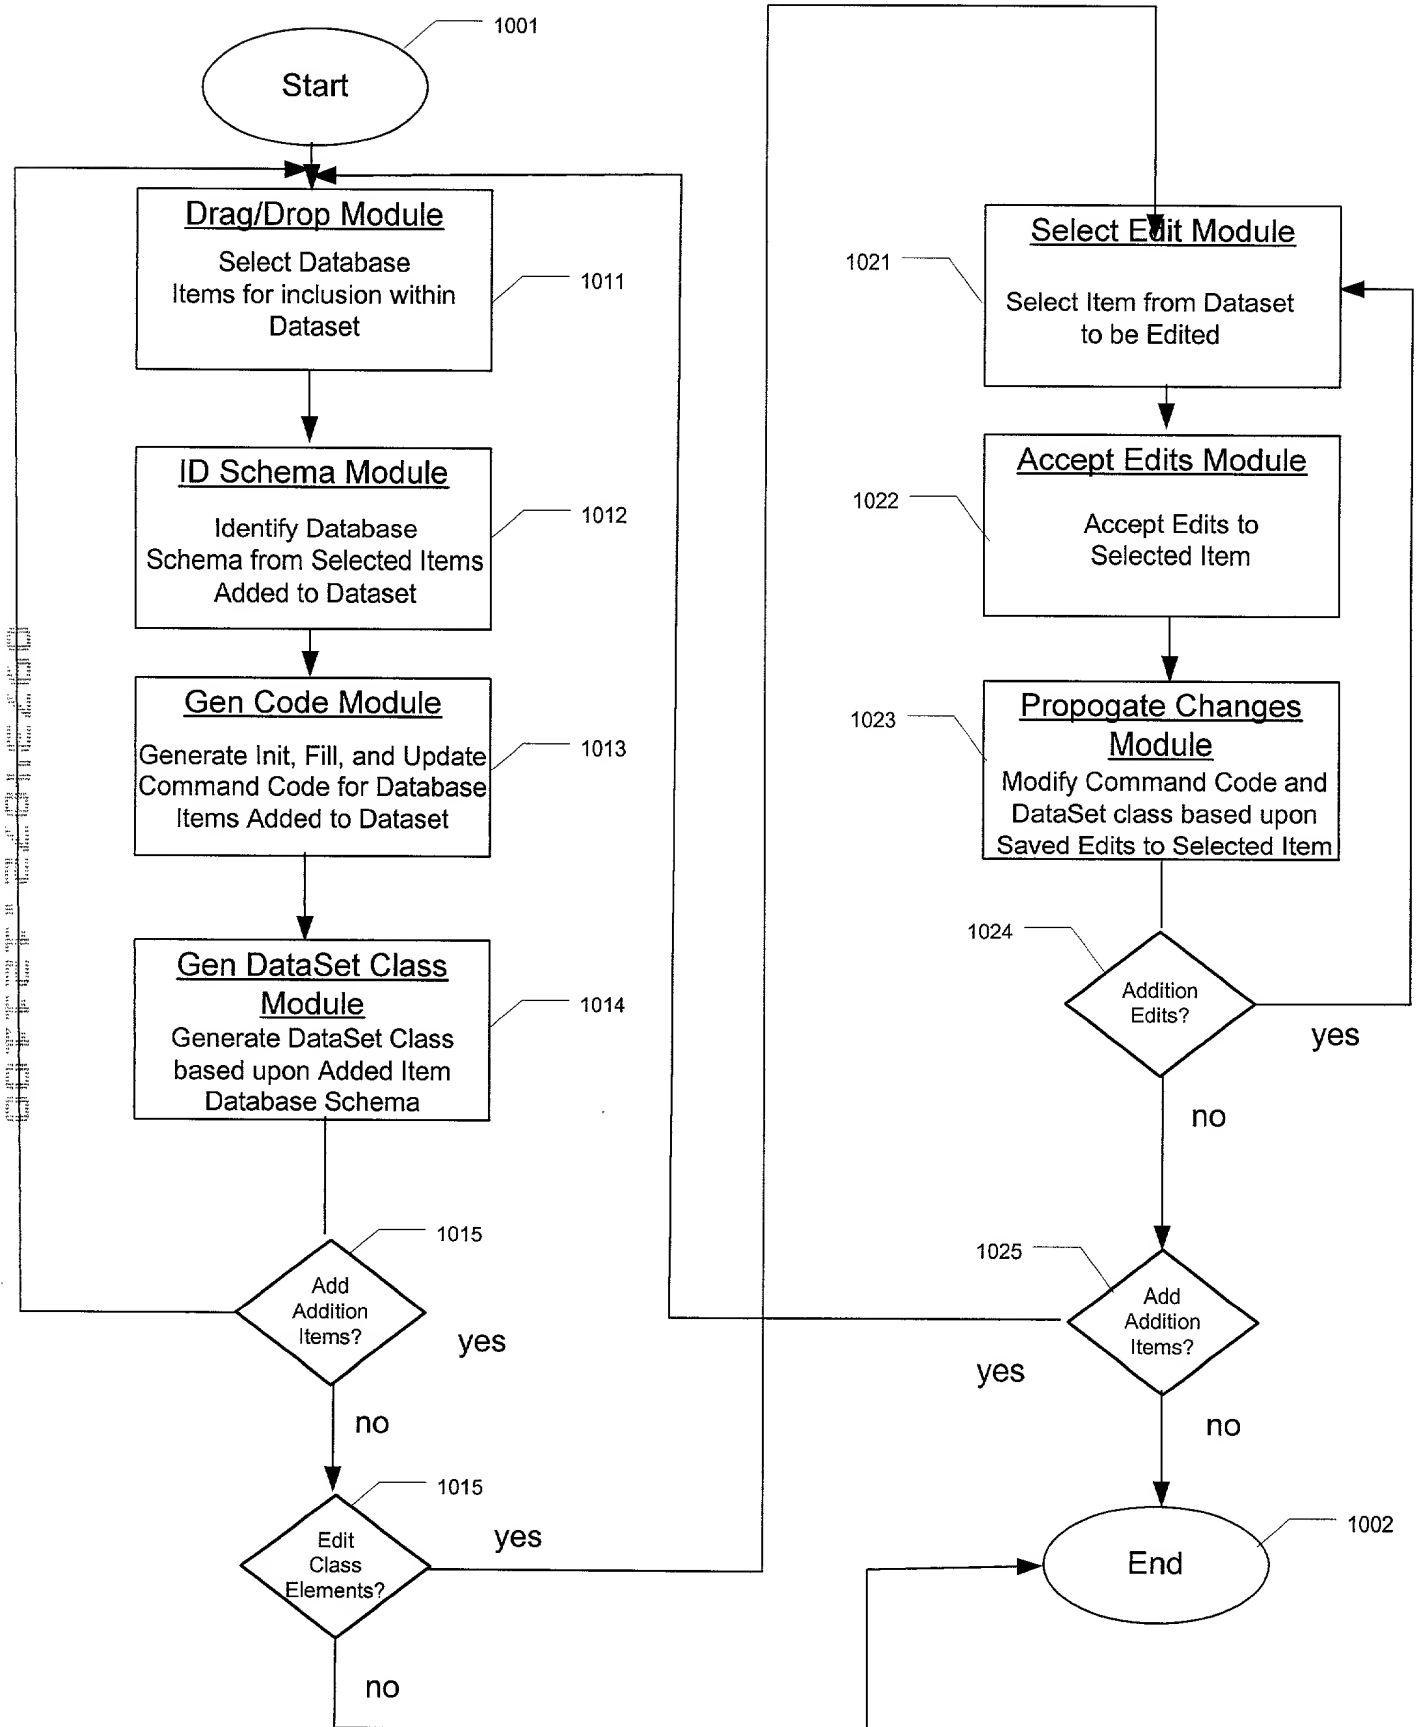 1001
Start
Drag/Drop Module
Select Database
Items for inclusion within
Dataset
1011
ID Schema Module
Identify Database
Schema from Selected Items
Added to Dataset
1012
Gen Code Module
Generate Init, Fill, and Update
Command Code for Database
Items Added to Dataset
1013
Gen DataSet Class
Module
Generate DataSet Class
based upon Added Item
Database Schema
1014
1015
Add
Addition
Items?
yes
no
1015
Edit
Class
Elements?
yes
no
Select Edit Module
Select Item from Dataset
to be Edited
1021
Accept Edits Module
Accept Edits to
Selected Item
1022
Propogate Changes
Module
Modify Command Code and
DataSet class based upon
Saved Edits to Selected Item
1023
1024
Addition
Edits?
yes
no
1025
Add
Addition
Items?
yes
no
1002
End